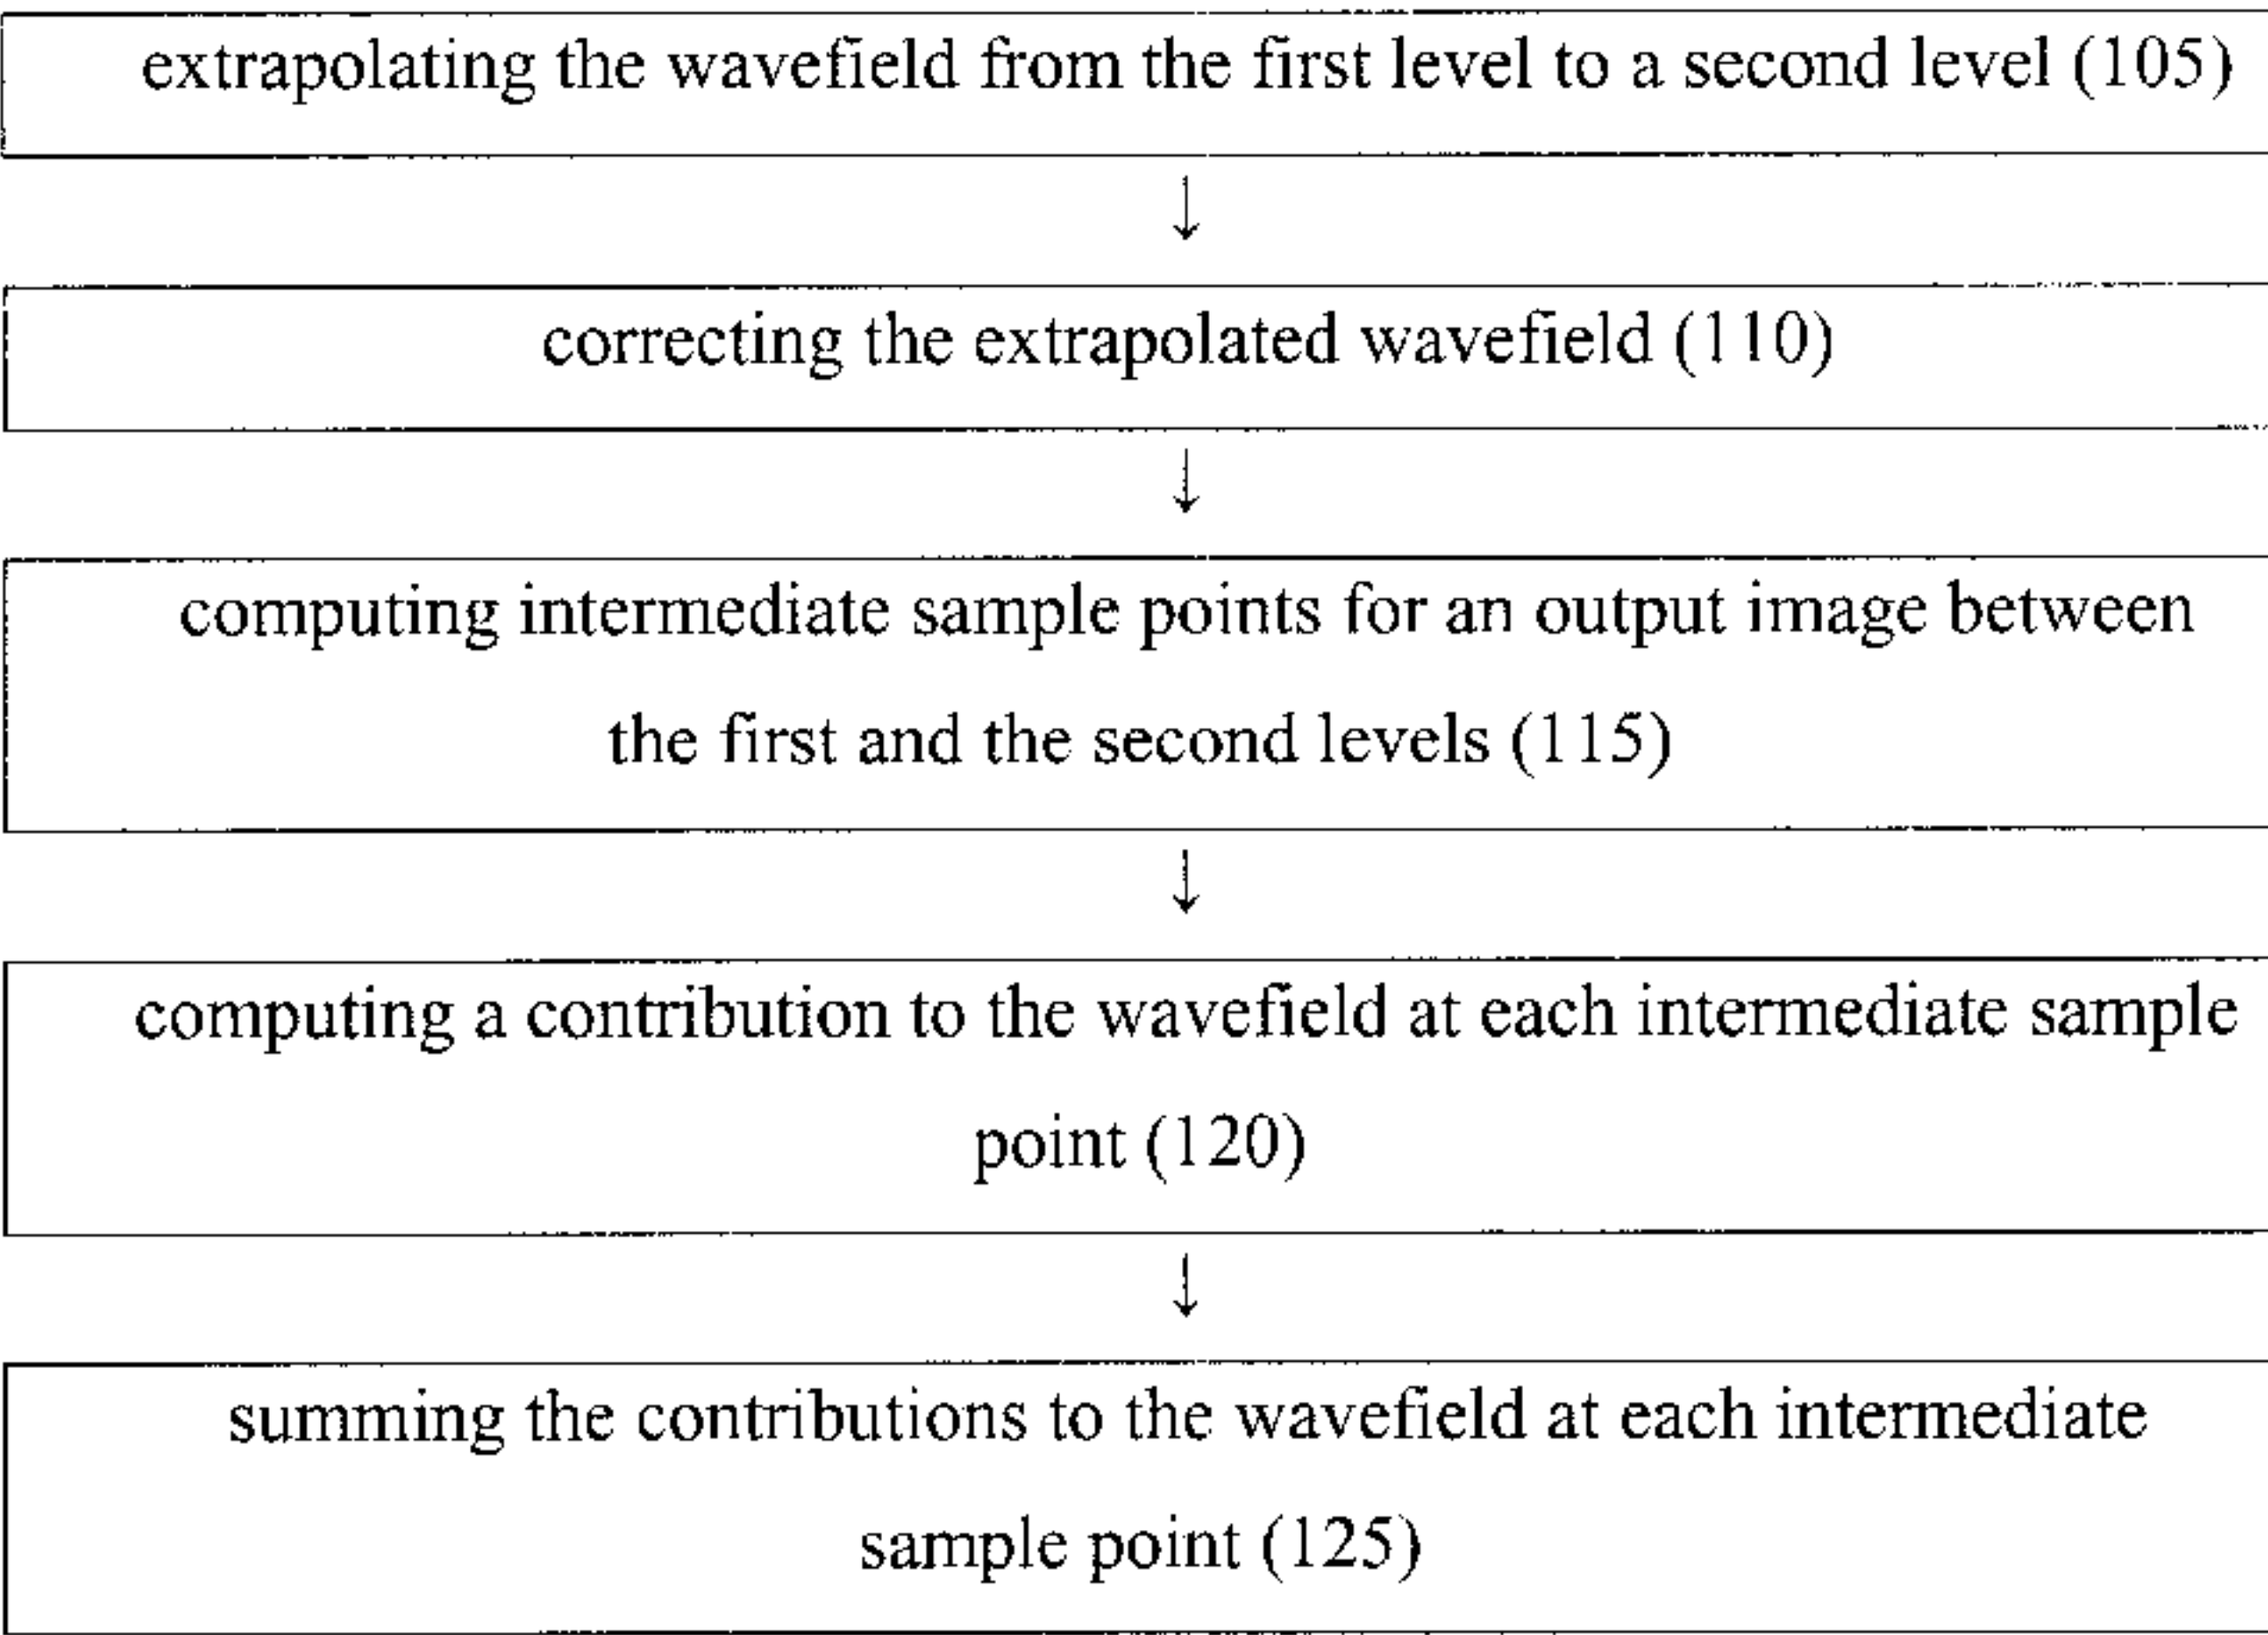 extrapolating the wavefield from the first level to a second level (105)
correcting the extrapolated wavefield (110)
computing intermediate sample points for an output image between
the first and the second levels (115)
computing a contribution to the wavefield at each intermediate sample
point (120)
summing the contributions to the wavefield at each intermediate
sample point (125)